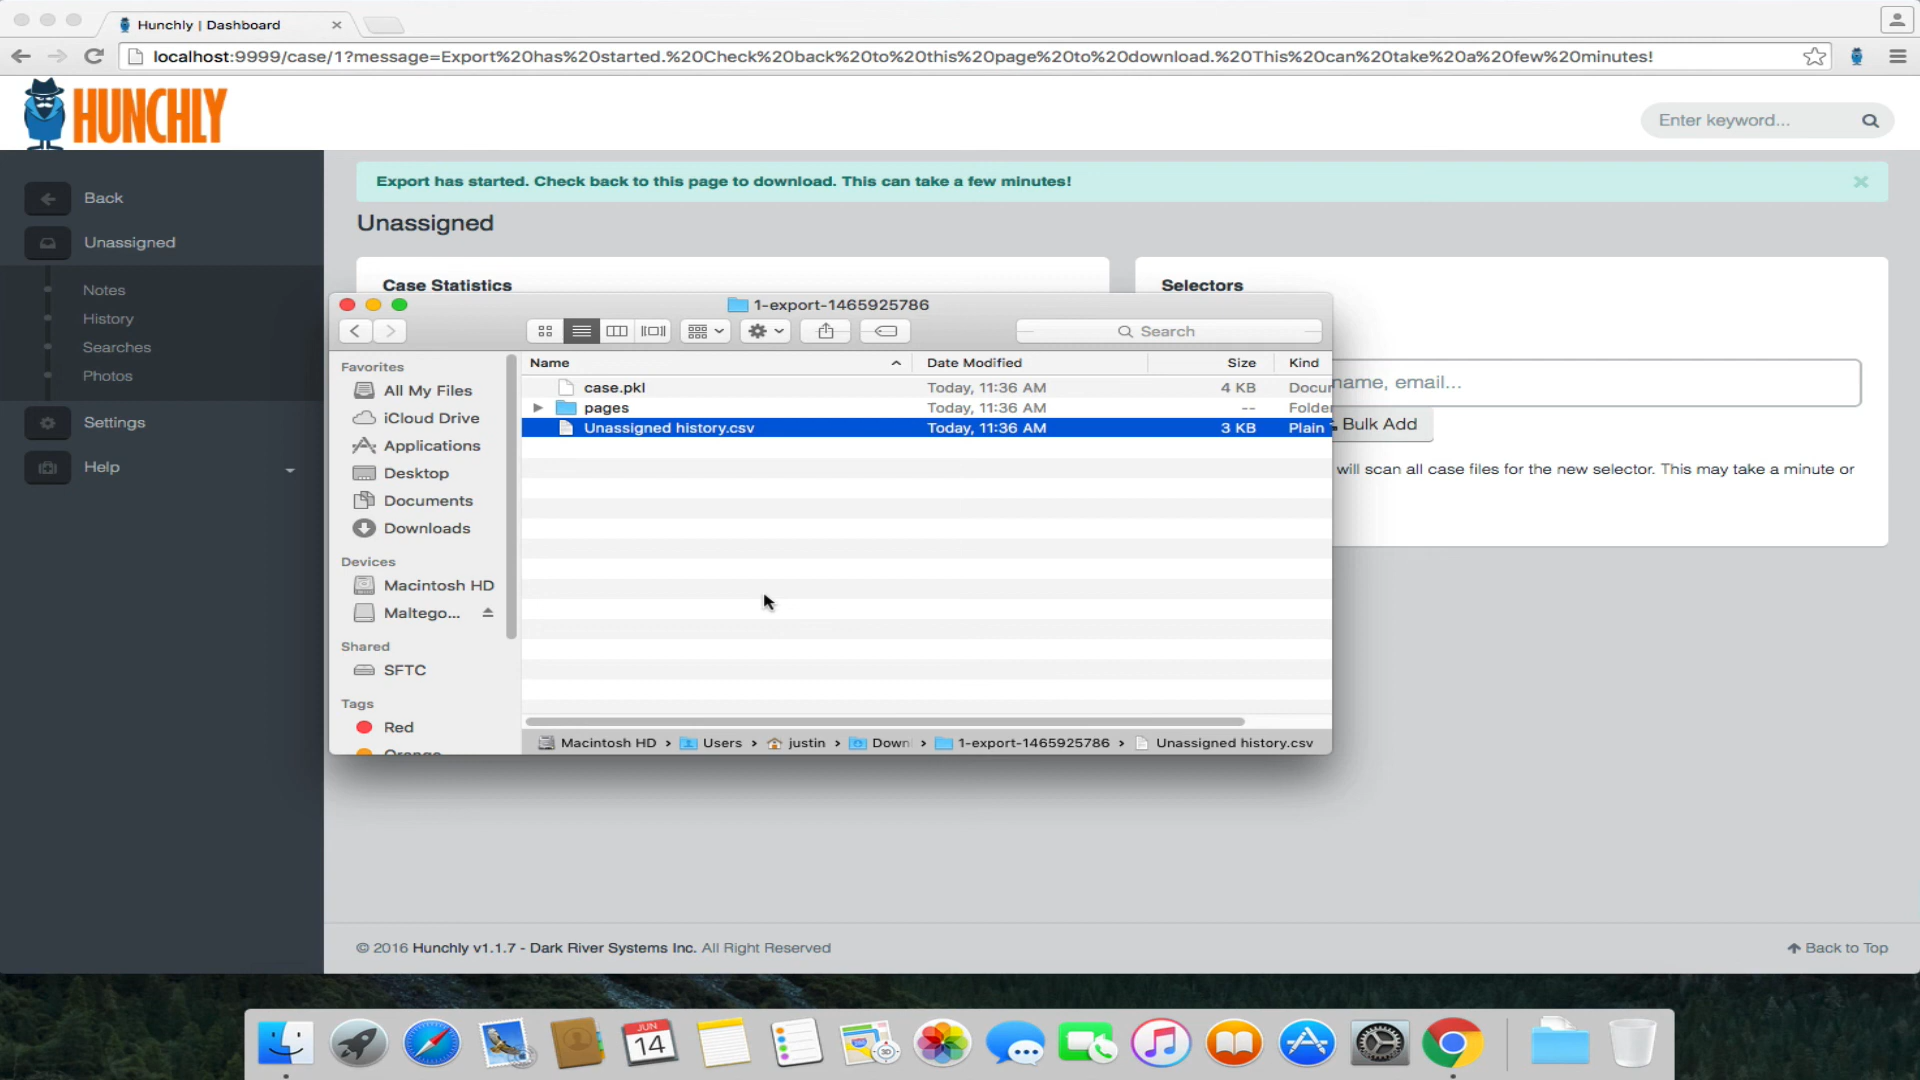 Hunchly | Dashboard
localhost:9999/case/1?message=Export%20has%20started.%20Check%20back%20to%20this%20page%20to%20download.%20This%20can%20take%20a%20few%20minutes!
HUNCHLY
Enter keyword...
Back
Unassigned
Notes
History
Searches
Photos
Settings
Help
Export has started. Check back to this page to download. This can take a few minutes!
Unassigned
Case Statistics
Selectors
name, email...
Bulk Add
will scan all case files for the new selector. This may take a minute or
1-export-1465925786
Search
Favorites
All My Files
iCloud Drive
Applications
Desktop
Documents
Downloads
Devices
Macintosh HD
Maltego...
Shared
SFTC
Tags
Red
Orange
Name Date Modified Size Kind
case.pkl Today, 11:36 AM 4 KB Docu
pages Today, 11:36 AM -- Folde
Unassigned history.csv Today, 11:36 AM 3 KB Plain
Macintosh HD › Users › justin › Down › 1-export-1465925786 › Unassigned history.csv
© 2016 Hunchly v1.1.7 - Dark River Systems Inc. All Right Reserved
Back to Top
JUN
14
3D